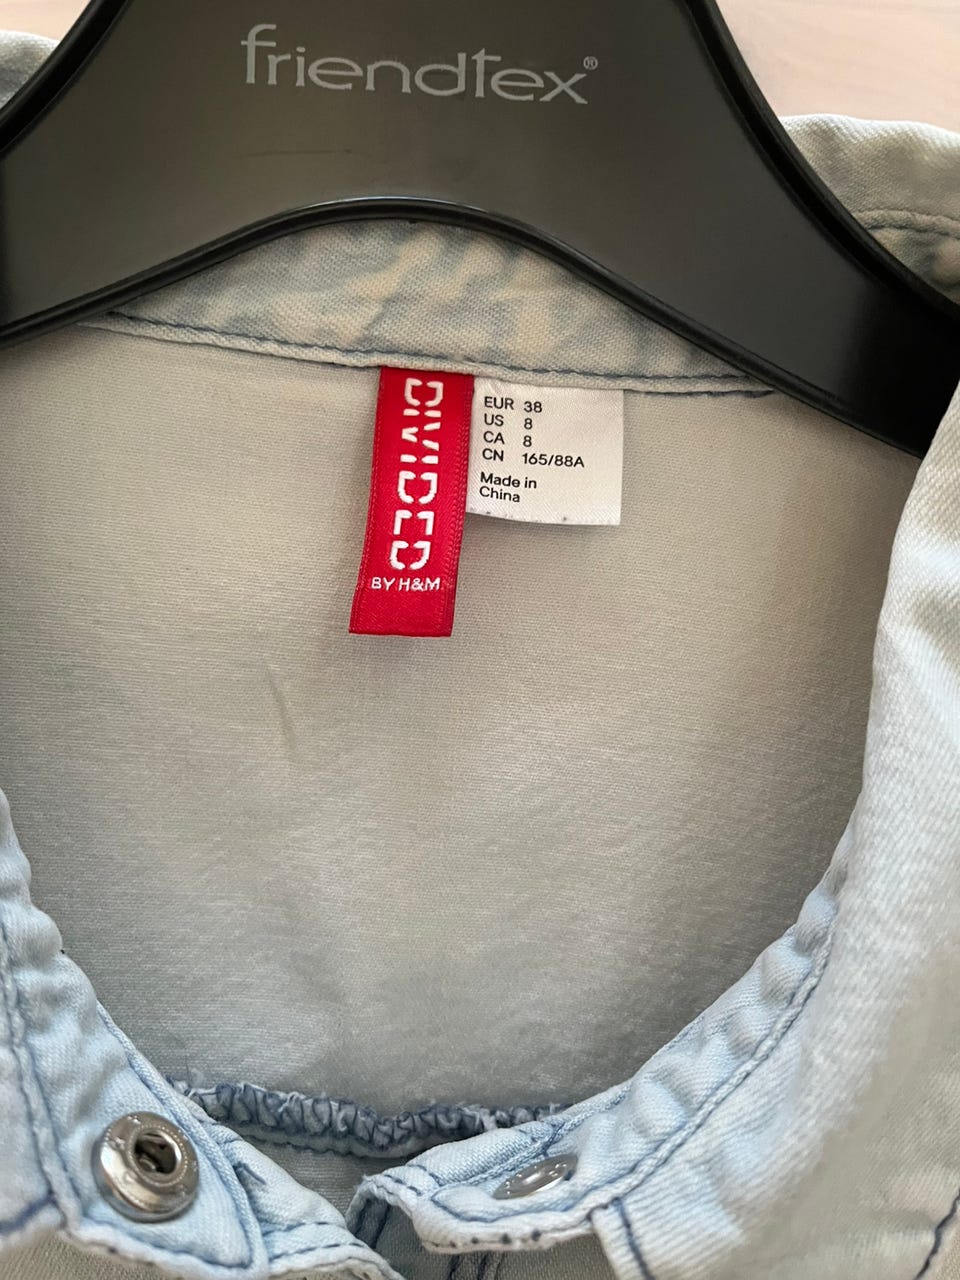 friendtex®
DIVIDED
BY H&M
EUR 38
US 8
CA 8
CN 165/88A
Made in
China